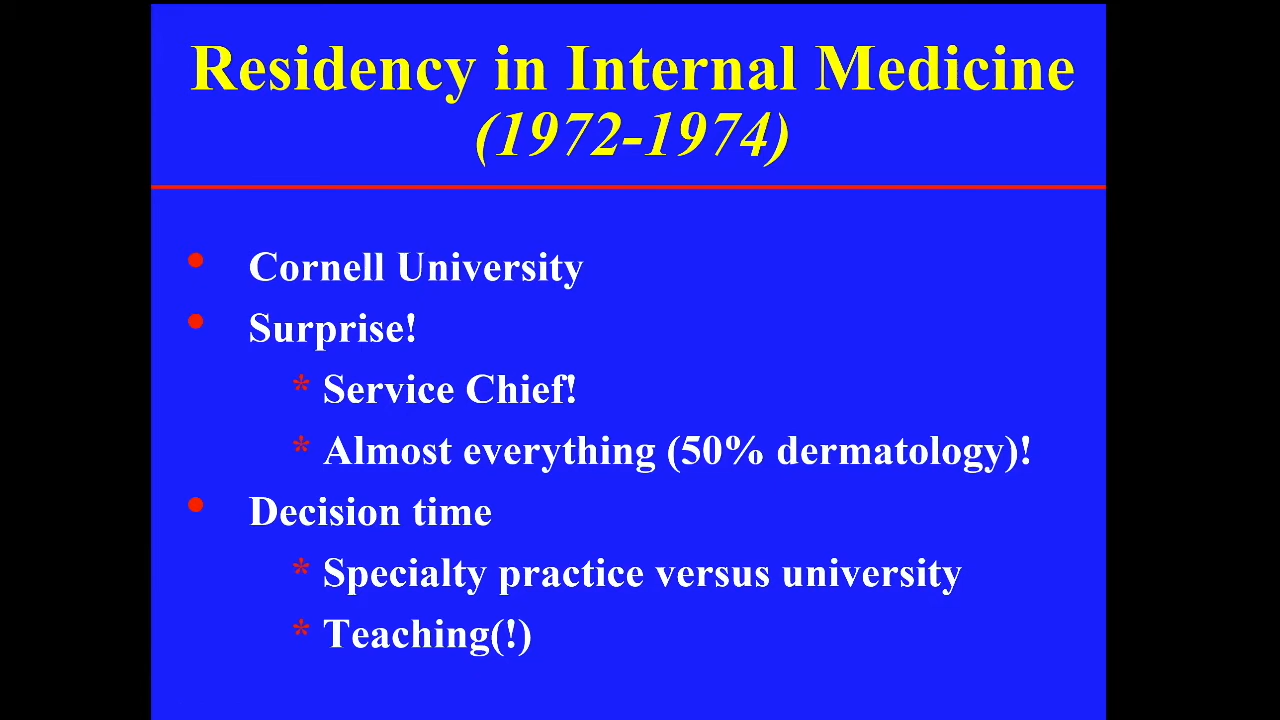 Residency in Internal Medicine
(1972-1974)
• Cornell University
• Surprise!
* Service Chief!
* Almost everything (50% dermatology)!
• Decision time
* Specialty practice versus university
* Teaching(!)